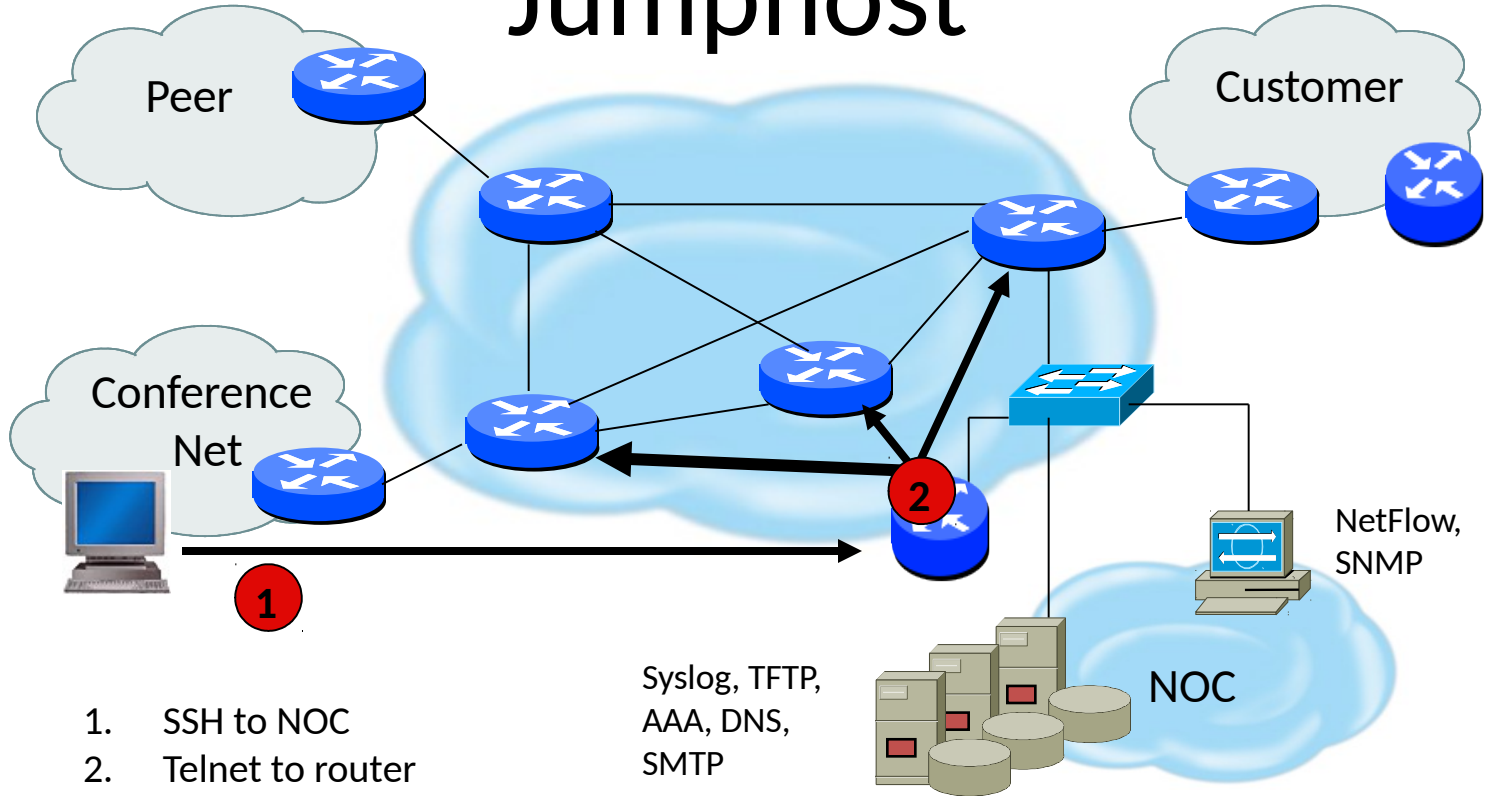 Jumphost
Peer
Customer
Conference
Net
2
NetFlow,
SNMP
1
Syslog, TFTP,
AAA, DNS,
SMTP
NOC
1. SSH to NOC
2. Telnet to router